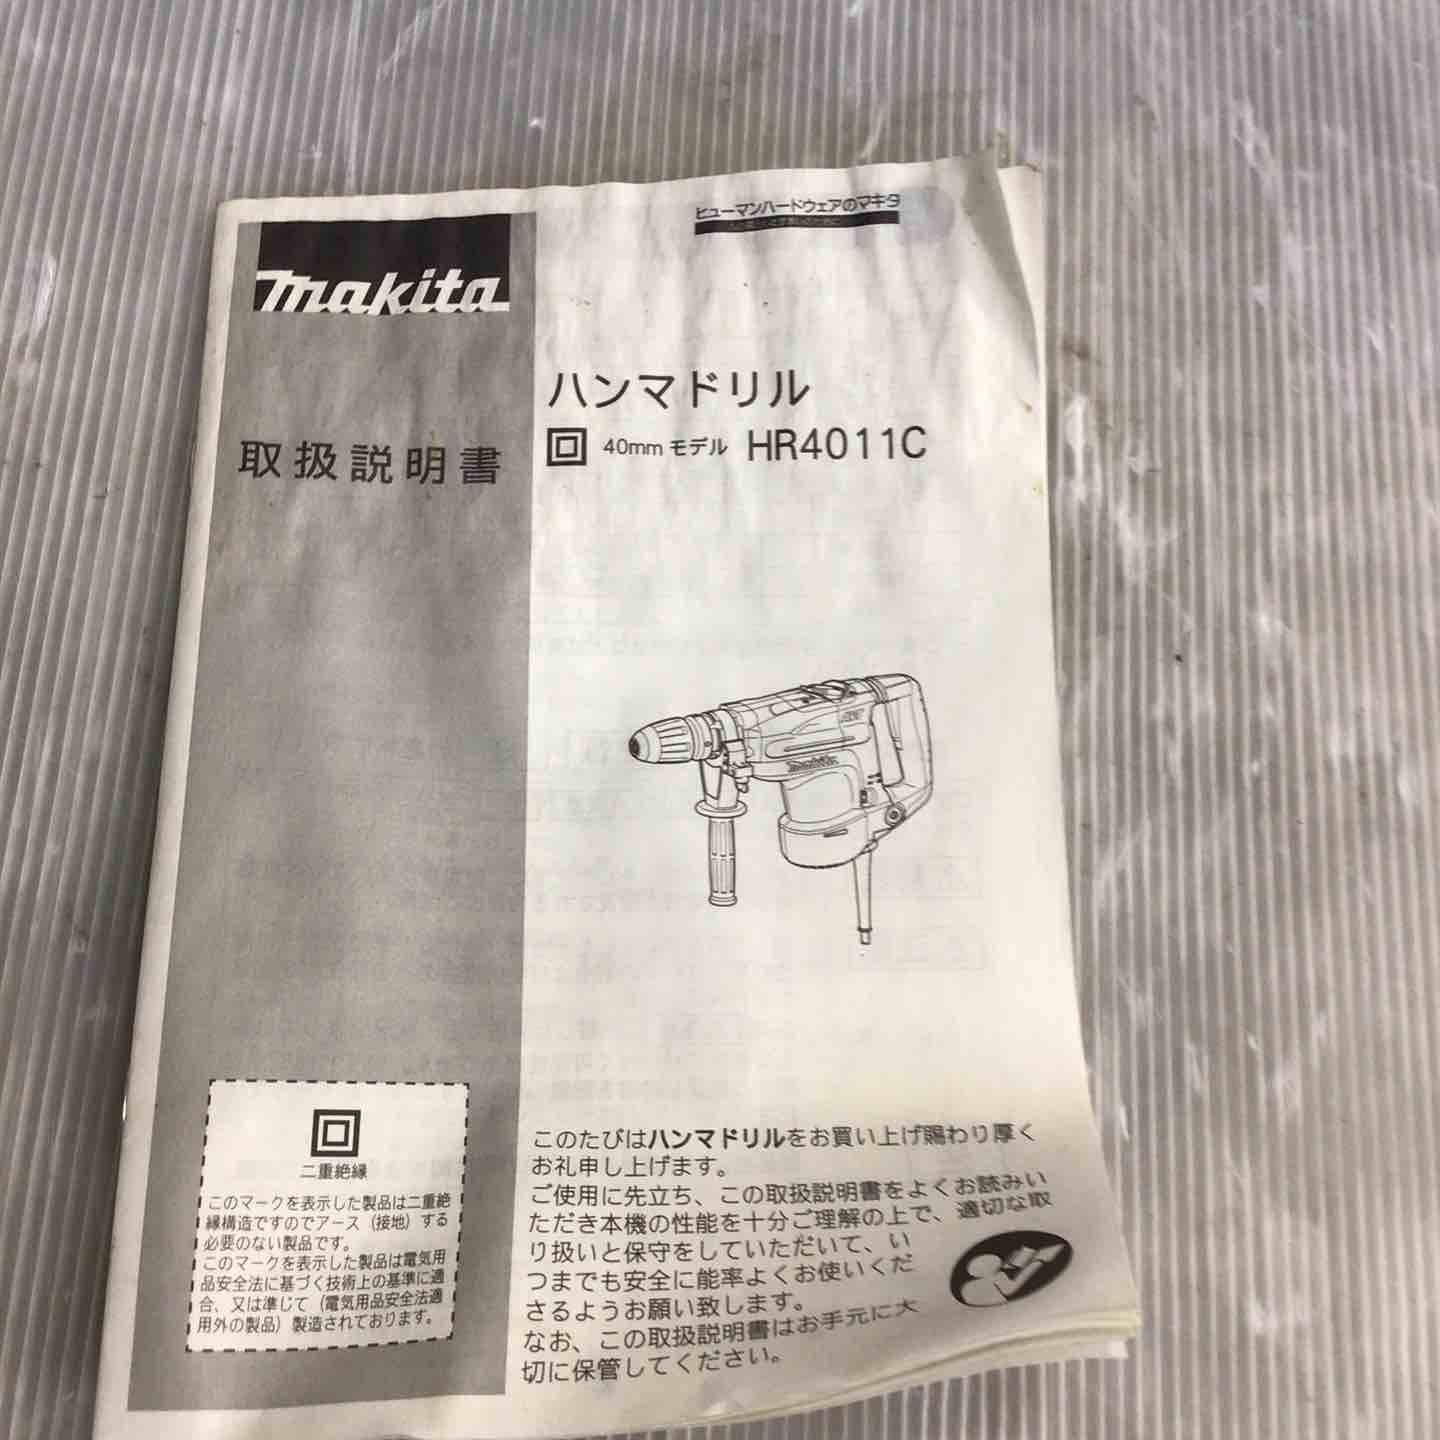 ヒューマンハードウェアのマキタ
makita
ハンマドリル
取扱説明書
40mm モデル HR4011C
makita
二重絶縁
このマークを表示した製品は二重絶
縁構造ですのでアース（接地）する
必要のない製品です。
このマークを表示した製品は電気用
品安全法に基づく技術上の基準に適
合、又は準じて（電気用品安全法適
用外の製品）製造されております。
このたびはハンマドリルをお買い上げ賜わり厚く
お礼申し上げます。
ご使用に先立ち、この取扱説明書をよくお読みい
ただき本機の性能を十分ご理解の上で、適切な取
り扱いと保守をしていただいて、い
つまでも安全に能率よくお使いくだ
さるようお願い致します。
なお、この取扱説明書はお手元に大
切に保管してください。